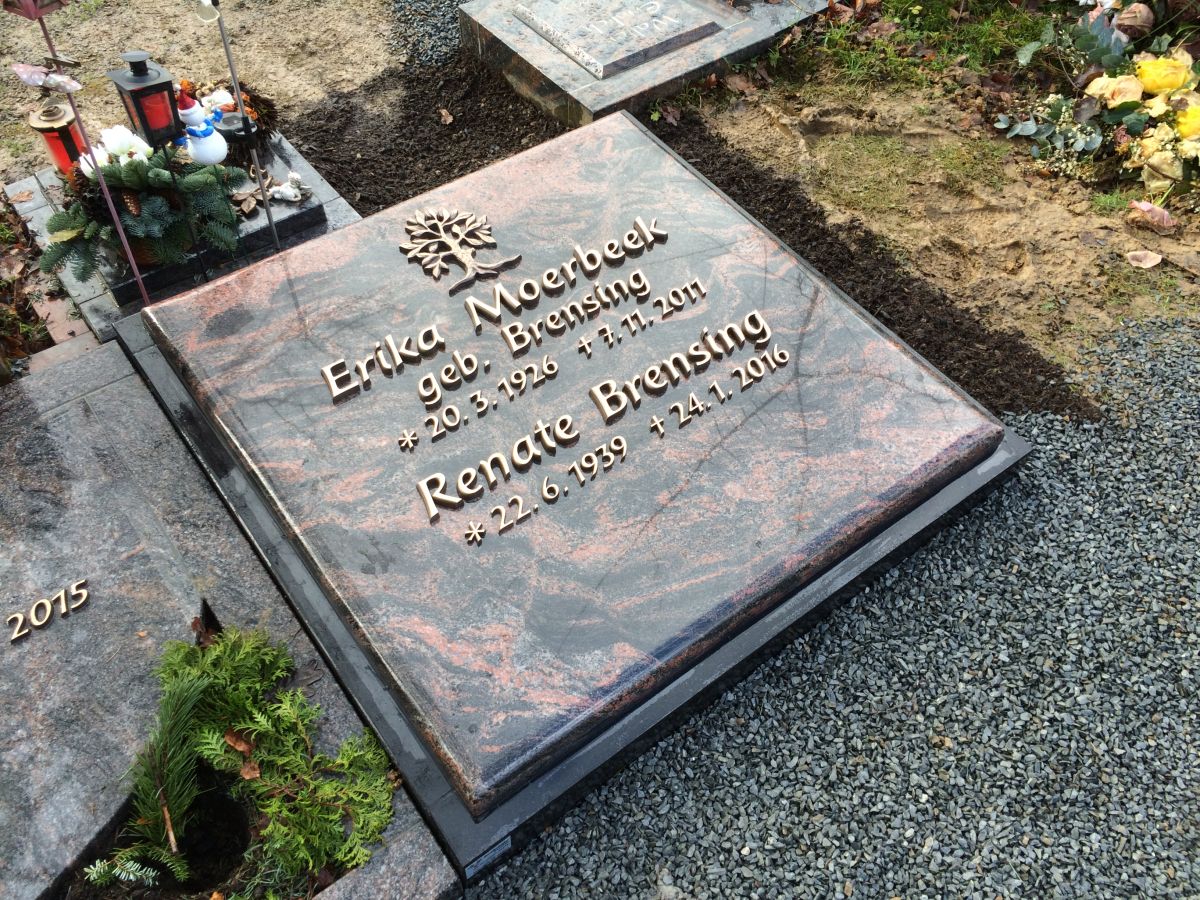 Erika Moerbeek
geb. Brensing
* 20. 3. 1926 † 7. 11. 2011
Renate Brensing
* 22. 6. 1939 † 24. 1. 2016
2015